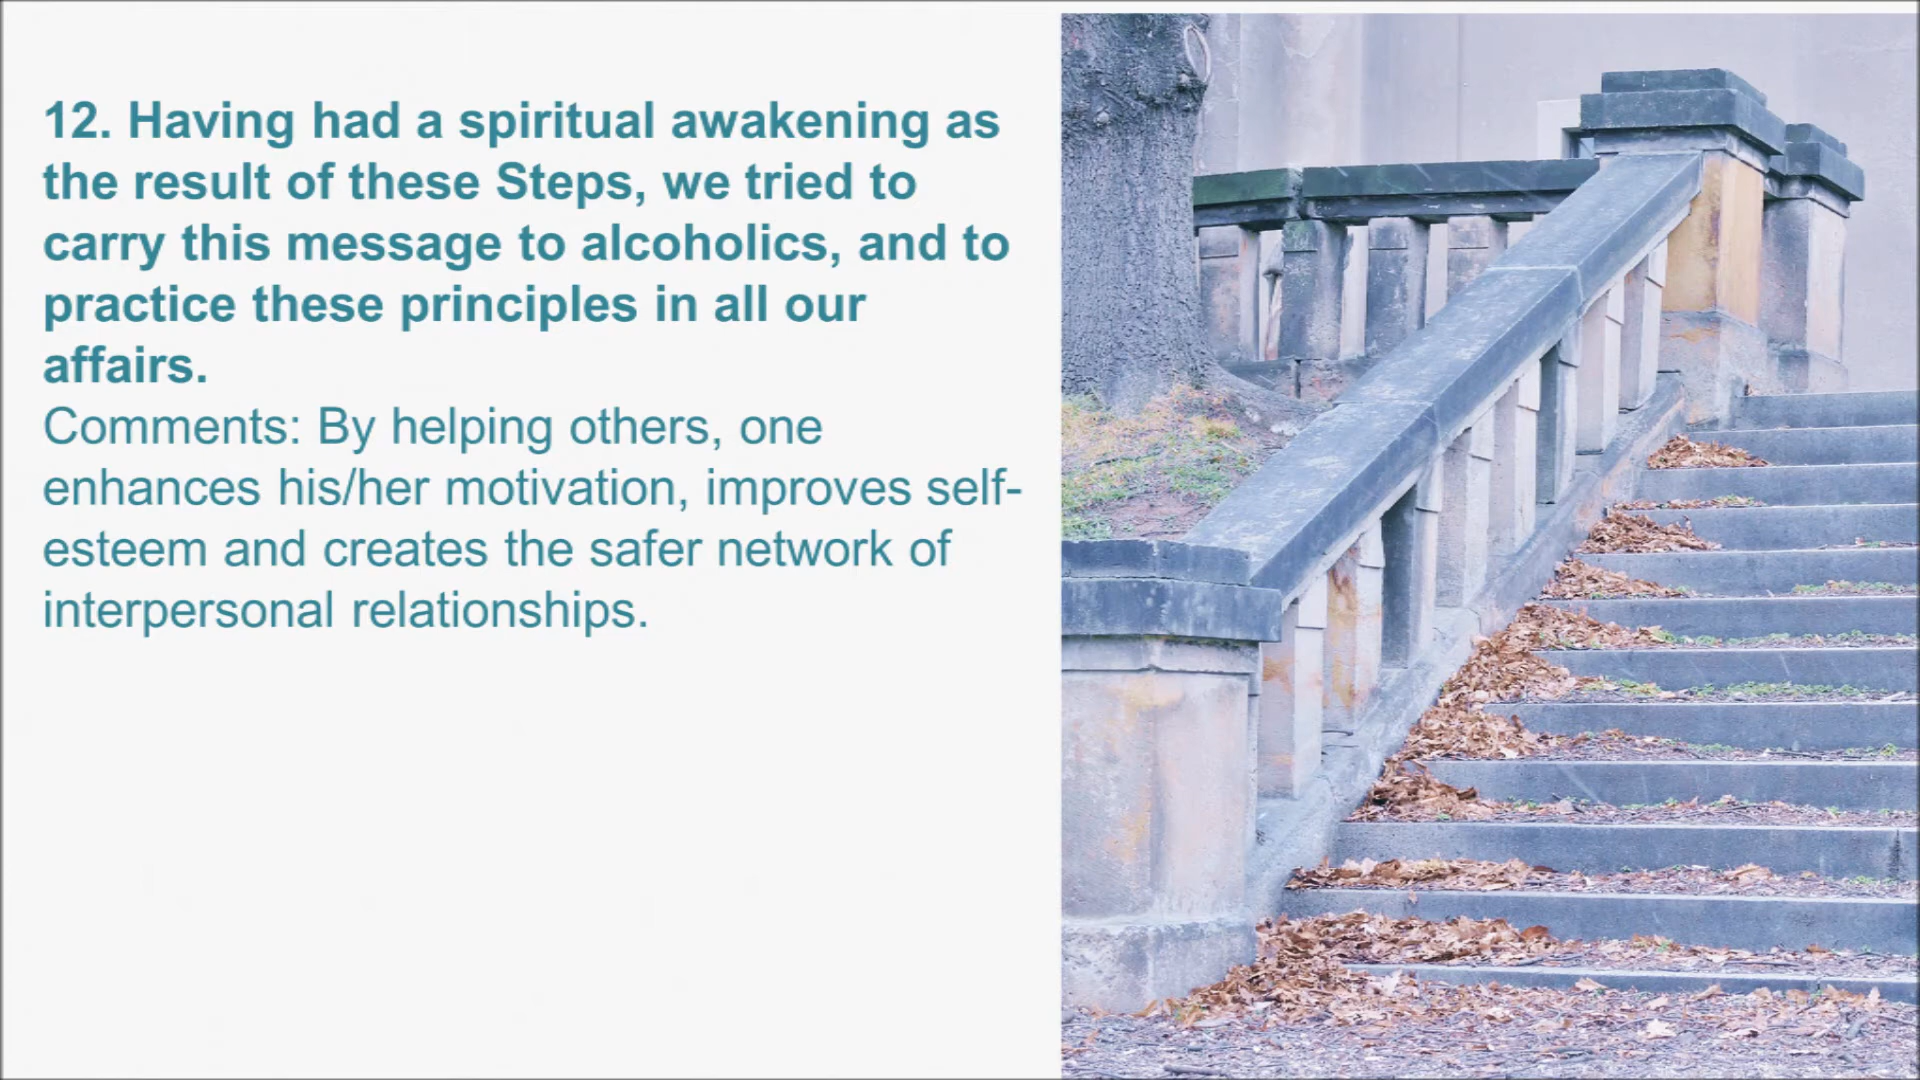 12. Having had a spiritual awakening as
the result of these Steps, we tried to
carry this message to alcoholics, and to
practice these principles in all our
affairs.
Comments: By helping others, one
enhances his/her motivation, improves self-
esteem and creates the safer network of
interpersonal relationships.